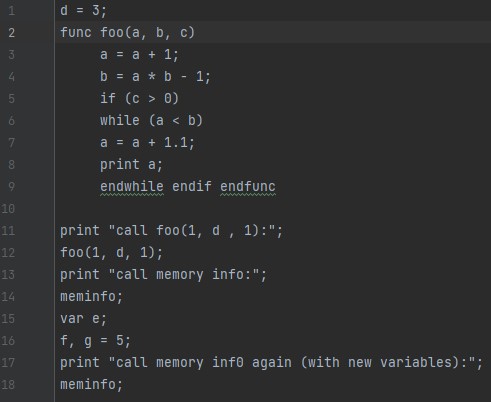 1 d = 3;
2 func foo(a, b, c)
3 a = a + 1;
4 b = a * b - 1;
5 if (c > 0)
6 while (a < b)
7 a = a + 1.1;
8 print a;
9 endwhile endif endfunc
10
11 print "call foo(1, d , 1):";
12 foo(1, d, 1);
13 print "call memory info:";
14 meminfo;
15 var e;
16 f, g = 5;
17 print "call memory inf0 again (with new variables):";
18 meminfo;